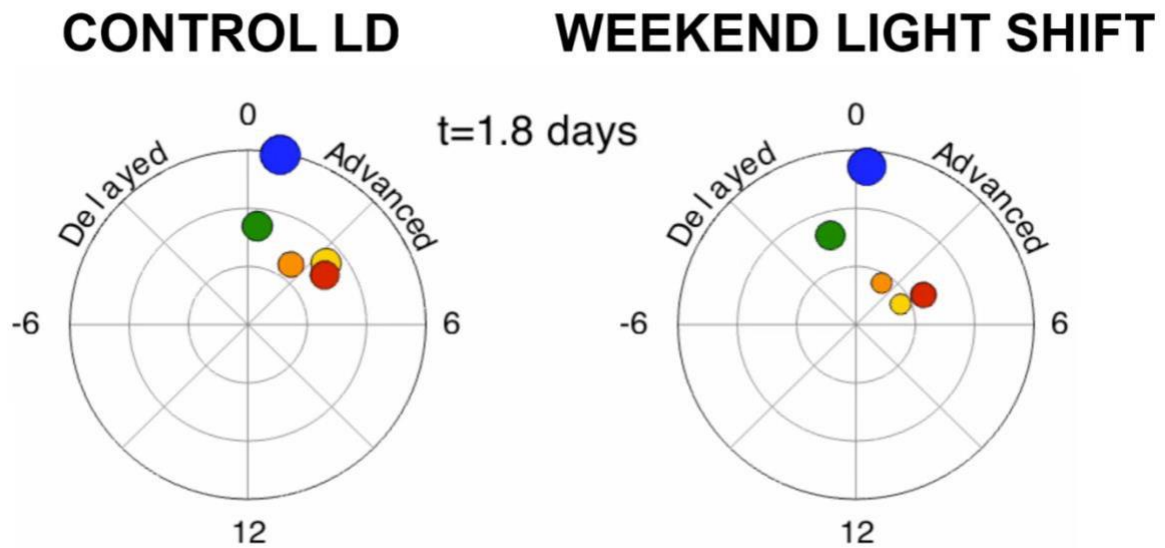 CONTROL LD
WEEKEND LIGHT SHIFT
t=1.8 days
0
Delayed
Advanced
-6
6
12
0
Delayed
Advanced
-6
6
12